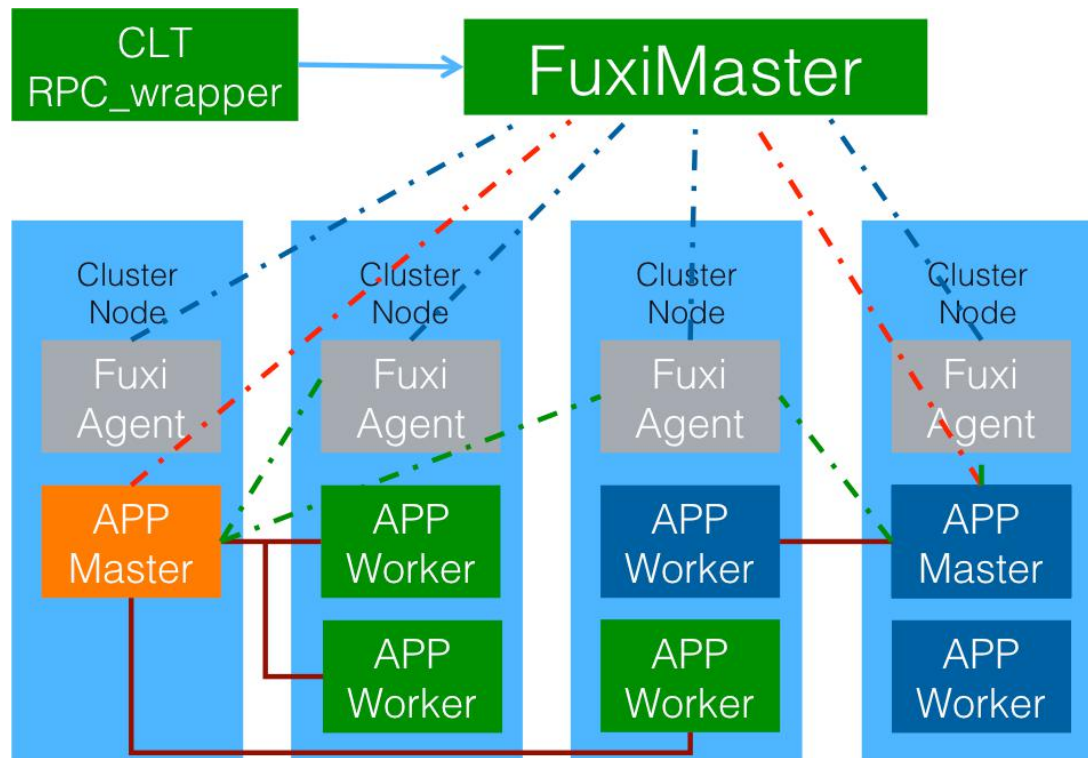 CLT
RPC_wrapper
FuxiMaster
Cluster
Node
Fuxi
Agent
APP
Master
Cluster
Node
Fuxi
Agent
APP
Worker
APP
Worker
Cluster
Node
Fuxi
Agent
APP
Worker
APP
Worker
Cluster
Node
Fuxi
Agent
APP
Master
APP
Worker